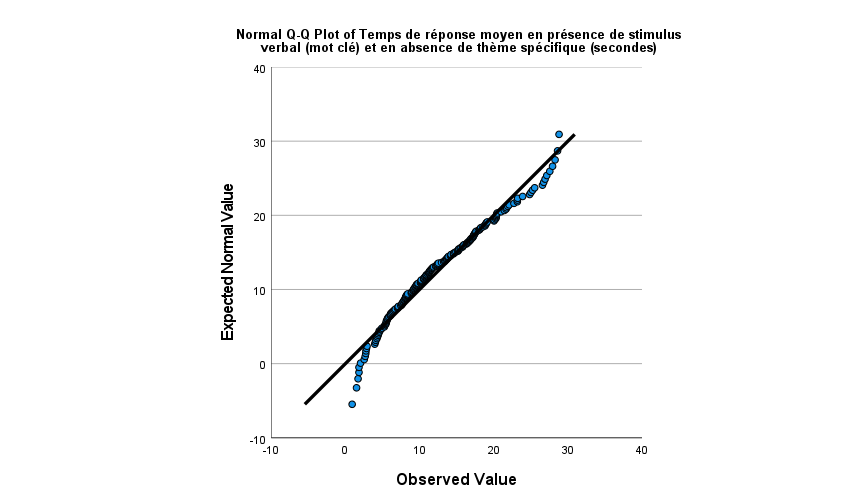 Normal Q-Q Plot of Temps de réponse moyen en présence de stimulus
verbal (mot clé) et en absence de thème spécifique (secondes)
40
30
20
10
0
-10
Expected Normal Value
-10 0 10 20 30 40
Observed Value